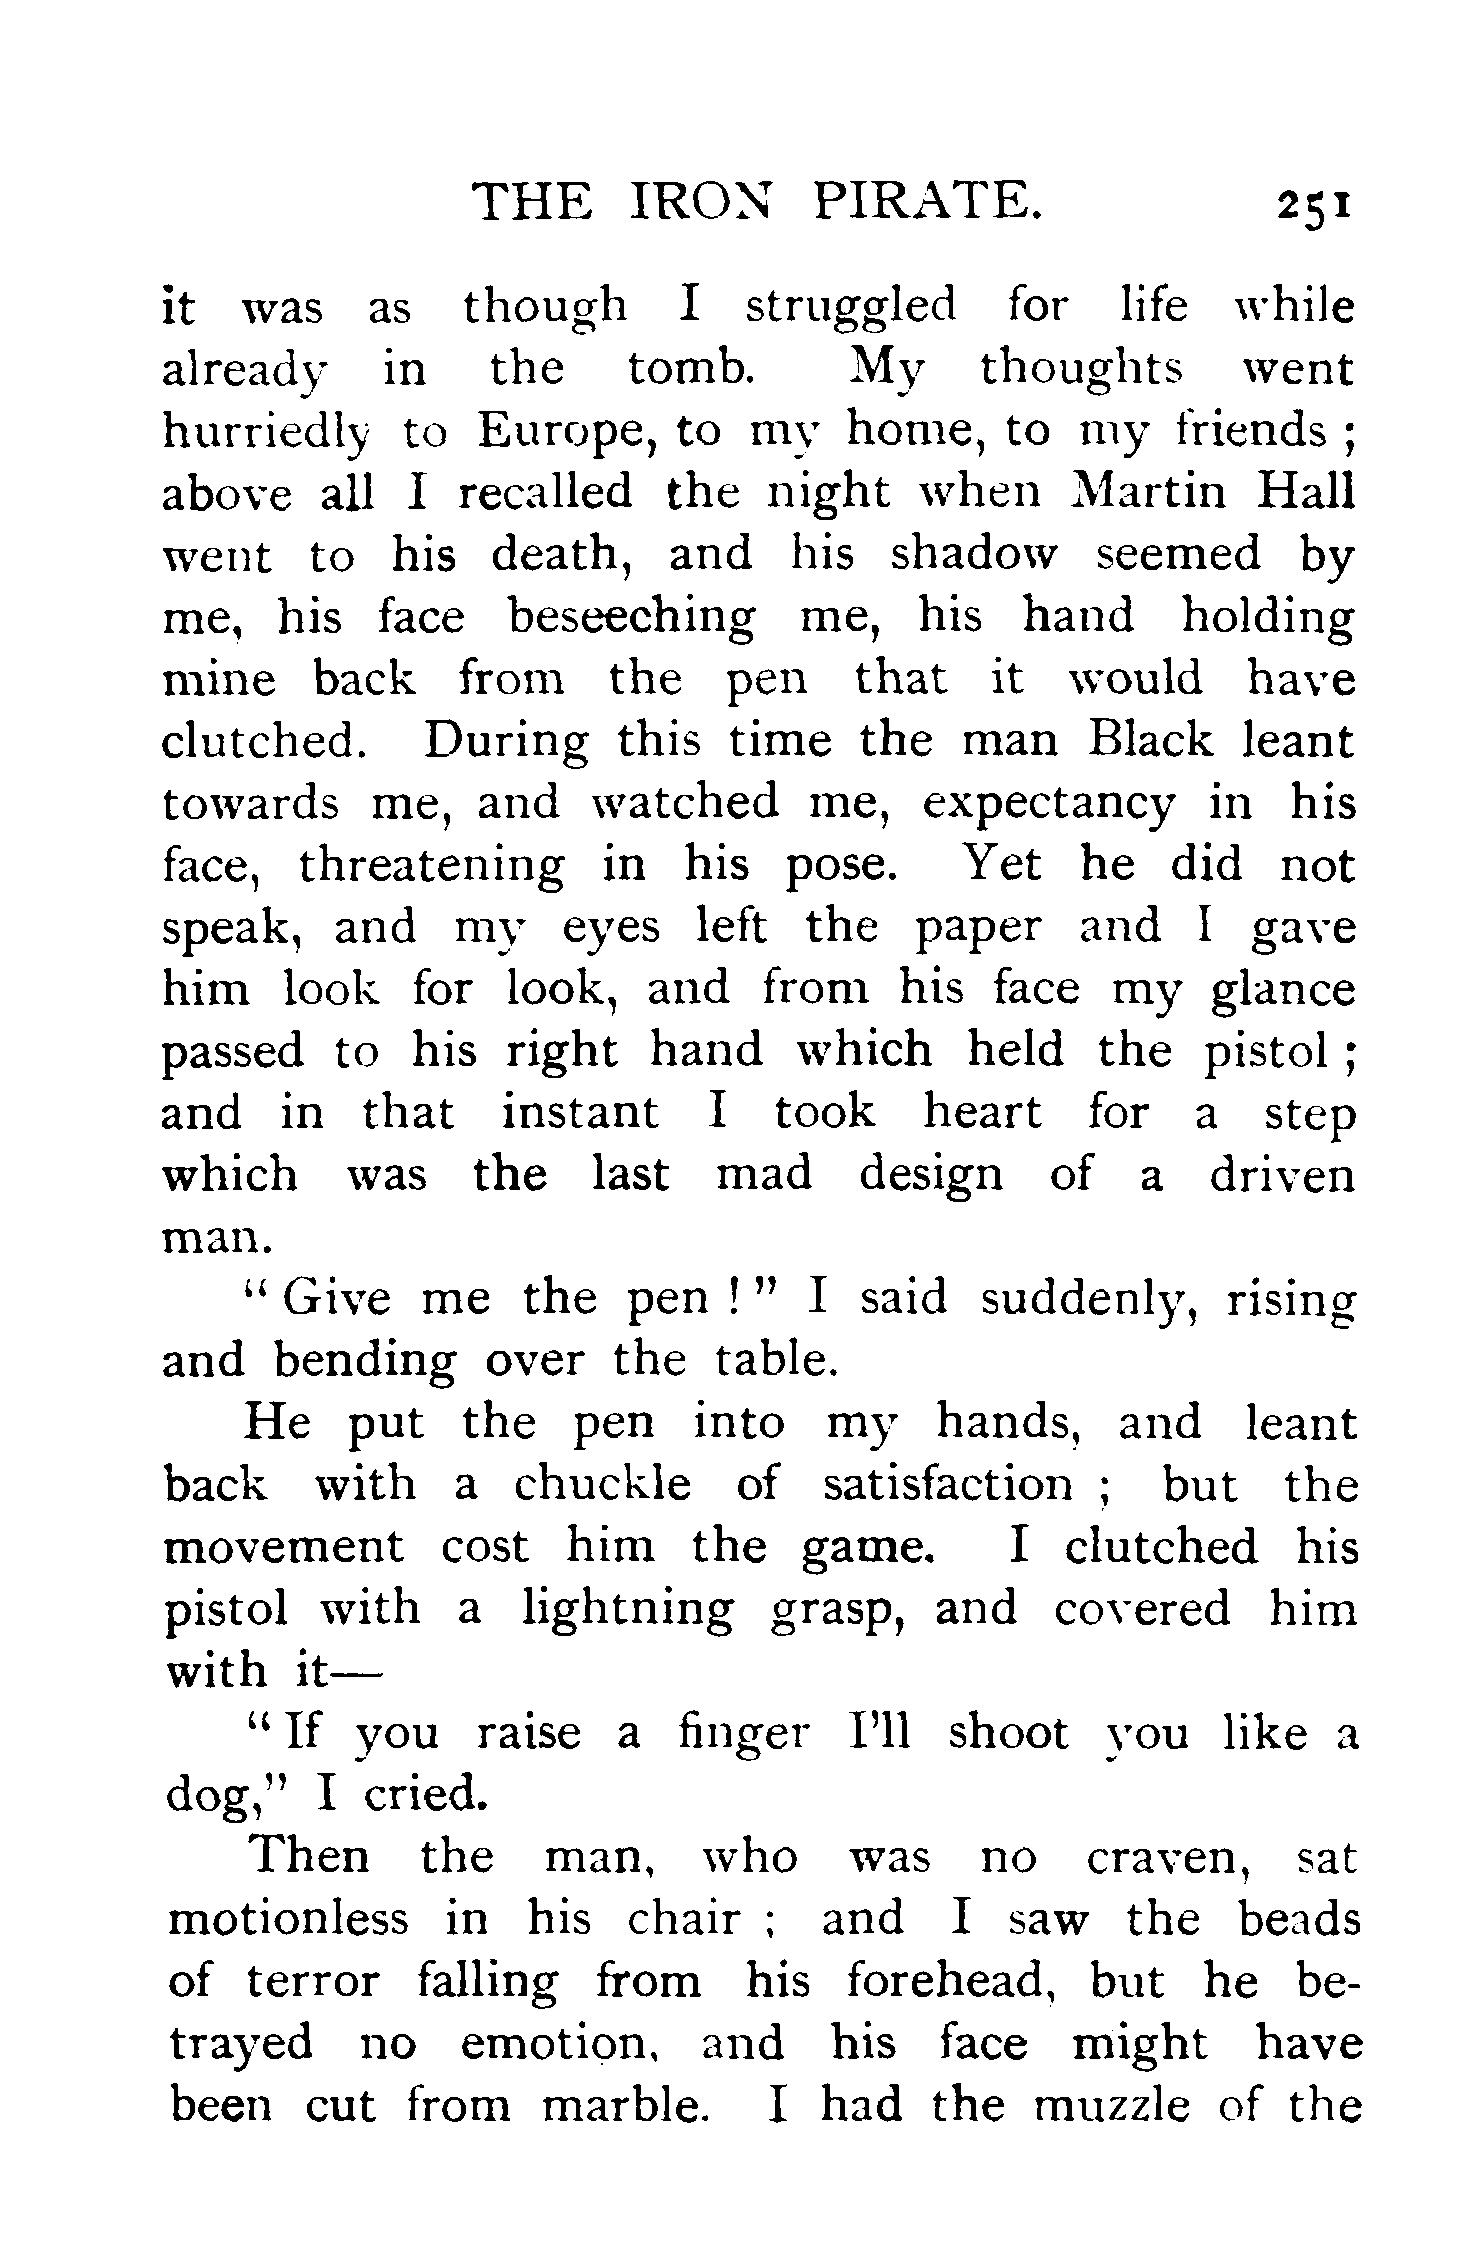 THE IRON PIRATE. 251
it was as though I struggled for life while
already in the tomb. My thoughts went
hurriedly to Europe, to my home, to my friends ;
above all I recalled the night when Martin Hall
went to his death, and his shadow seemed by
me, his face beseeching me, his hand holding
mine back from the pen that it would have
clutched. During this time the man Black leant
towards me, and watched me, expectancy in his
face, threatening in his pose. Yet he did not
speak, and my eyes left the paper and I gave
him look for look, and from his face my glance
passed to his right hand which held the pistol ;
and in that instant I took heart for a step
which was the last mad design of a driven
man.
“ Give me the pen ! ” I said suddenly, rising
and bending over the table.
He put the pen into my hands, and leant
back with a chuckle of satisfaction ; but the
movement cost him the game. I clutched his
pistol with a lightning grasp, and covered him
with it—
“ If you raise a finger I’ll shoot you like a
dog,” I cried.
Then the man, who was no craven, sat
motionless in his chair ; and I saw the beads
of terror falling from his forehead, but he be-
trayed no emotion, and his face might have
been cut from marble. I had the muzzle of the